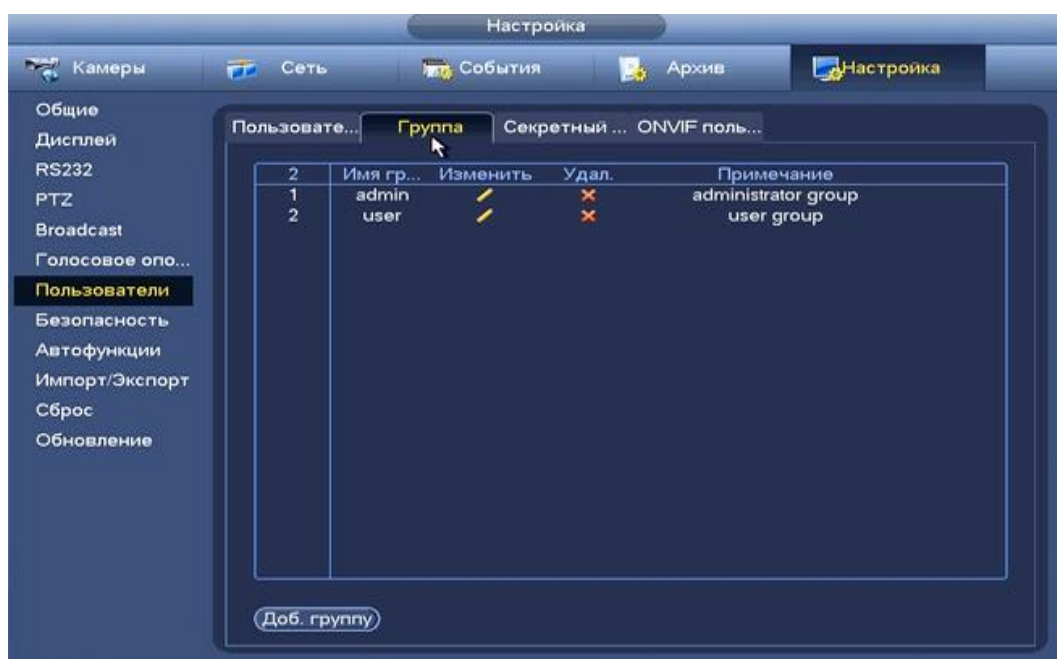 Настройка
Камеры Сеть События Архив Настройка
Общие
Дисплей
RS232
PTZ
Broadcast
Голосовое опо...
Пользователи
Безопасность
Автофункции
Импорт/Экспорт
Сброс
Обновление
Пользовате... Группа Секретный ... ONVIF поль...
2 Имя гр... Изменить Удал. Примечание
1 admin administrator group
2 user user group
Доб. группу